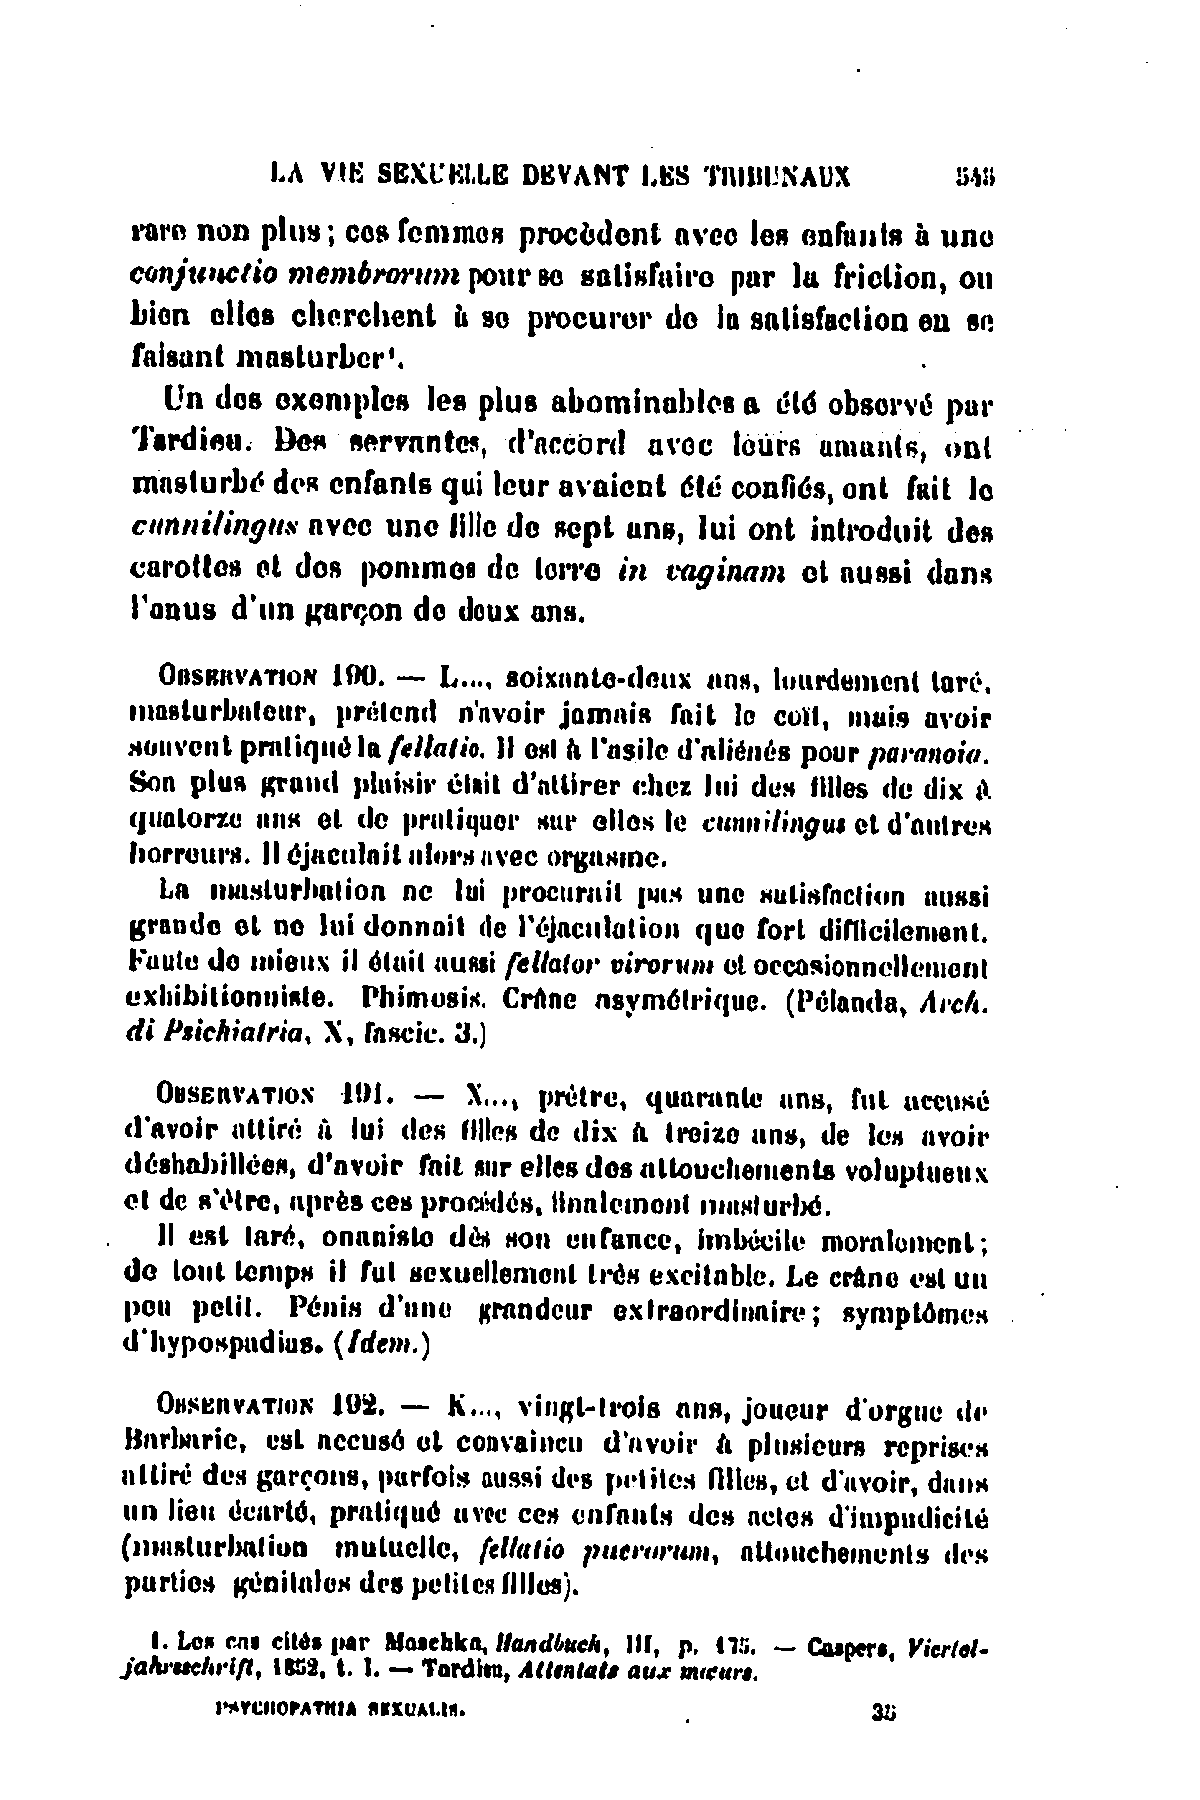 LA VIE SEXUELLE DEVANT LES TRIBUNAUX 545
rare non plus ; ces femmes procèdent avec les enfants à une
conjunctio membrorum pour se satisfaire par la friction, ou
bien elles cherchent à se procurer de la satisfaction en se
faisant masturber¹.
Un des exemples les plus abominables a été observé par
Tardieu. Des servantes, d'accord avec leurs amants, ont
masturbé des enfants qui leur avaient été confiés, ont fait le
cunnilingus avec une fille de sept ans, lui ont introduit des
carottes et des pommes de terre in vaginam et aussi dans
l'anus d'un garçon de deux ans.
OBSERVATION 190. — L..., soixante-deux ans, lourdement taré,
masturbateur, prétend n'avoir jamais fait le coït, mais avoir
souvent pratiqué la fellatio. Il est à l'asile d'aliénés pour paranoia.
Son plus grand plaisir était d'attirer chez lui des filles de dix à
quatorze ans et de pratiquer sur elles le cunnilingus et d'autres
horreurs. Il éjaculait alors avec orgasme.
La masturbation ne lui procurait pas une satisfaction aussi
grande et ne lui donnait de l'éjaculation que fort difficilement.
Faute de mieux il était aussi fellator virorum et occasionnellement
exhibitionniste. Phimosis. Crâne asymétrique. (Pélanda, Arch.
di Psichiatria, X, fascic. 3.)
OBSERVATION 191. — X..., prêtre, quarante ans, fut accusé
d'avoir attiré à lui des filles de dix à treize ans, de les avoir
déshabillées, d'avoir fait sur elles des attouchements voluptueux
et de s'être, après ces procédés, finalement masturbé.
Il est taré, onaniste dès son enfance, imbécile moralement ;
de tout temps il fut sexuellement très excitable. Le crâne est un
peu petit. Pénis d'une grandeur extraordinaire ; symptômes
d'hypospadias. (Idem.)
OBSERVATION 192. — K..., vingt-trois ans, joueur d'orgue de
Barbarie, est accusé et convaincu d'avoir à plusieurs reprises
attiré des garçons, parfois aussi des petites filles, et d'avoir, dans
un lieu écarté, pratiqué avec ces enfants des actes d'impudicité
(masturbation mutuelle, fellatio puerorum, attouchements des
parties génitales des petites filles).
1. Les cas cités par Maschka, Handbuch, III, p. 175. — Caspers, Viertel-
jahrsschrift, 1852, t. I. — Tardieu, Attentats aux mœurs.
PSYCHOPATHIA SEXUALIS. 35